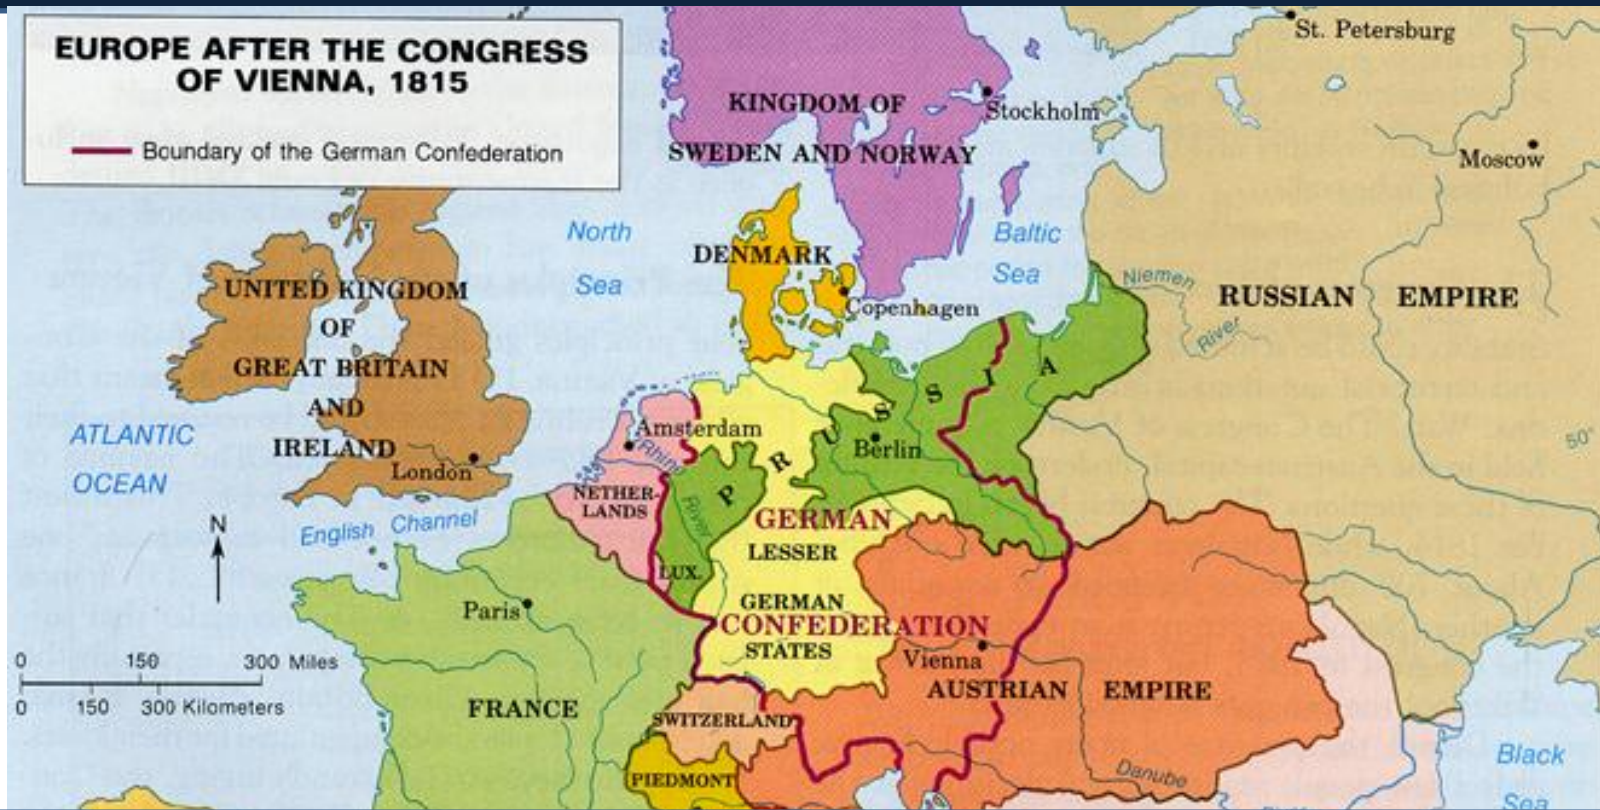 EUROPE AFTER THE CONGRESS
OF VIENNA, 1815
Boundary of the German Confederation
St. Petersburg
KINGDOM OF
SWEDEN AND NORWAY
Stockholm
Moscow
North
Sea
DENMARK
Copenhagen
Baltic
Sea
Niemen
River
RUSSIAN EMPIRE
UNITED KINGDOM
OF
GREAT BRITAIN
AND
IRELAND
London
ATLANTIC
OCEAN
English Channel
N
Amsterdam
Rhine
River
NETHER-
LANDS
LUX.
PRUSSIA
Berlin
50°
GERMAN
LESSER
GERMAN
CONFEDERATION
STATES
Vienna
AUSTRIAN EMPIRE
Paris
FRANCE
SWITZERLAND
PIEDMONT
Danube
Black
Sea
0 150 300 Miles
0 150 300 Kilometers